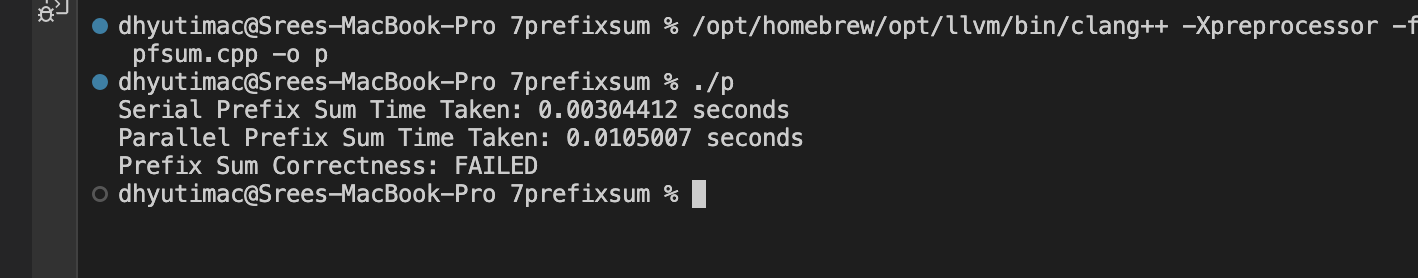 dhyutimac@Srees-MacBook-Pro 7prefixsum % /opt/homebrew/opt/llvm/bin/clang++ -Xpreprocessor -f
pfsum.cpp -o p
dhyutimac@Srees-MacBook-Pro 7prefixsum % ./p
Serial Prefix Sum Time Taken: 0.00304412 seconds
Parallel Prefix Sum Time Taken: 0.0105007 seconds
Prefix Sum Correctness: FAILED
dhyutimac@Srees-MacBook-Pro 7prefixsum %